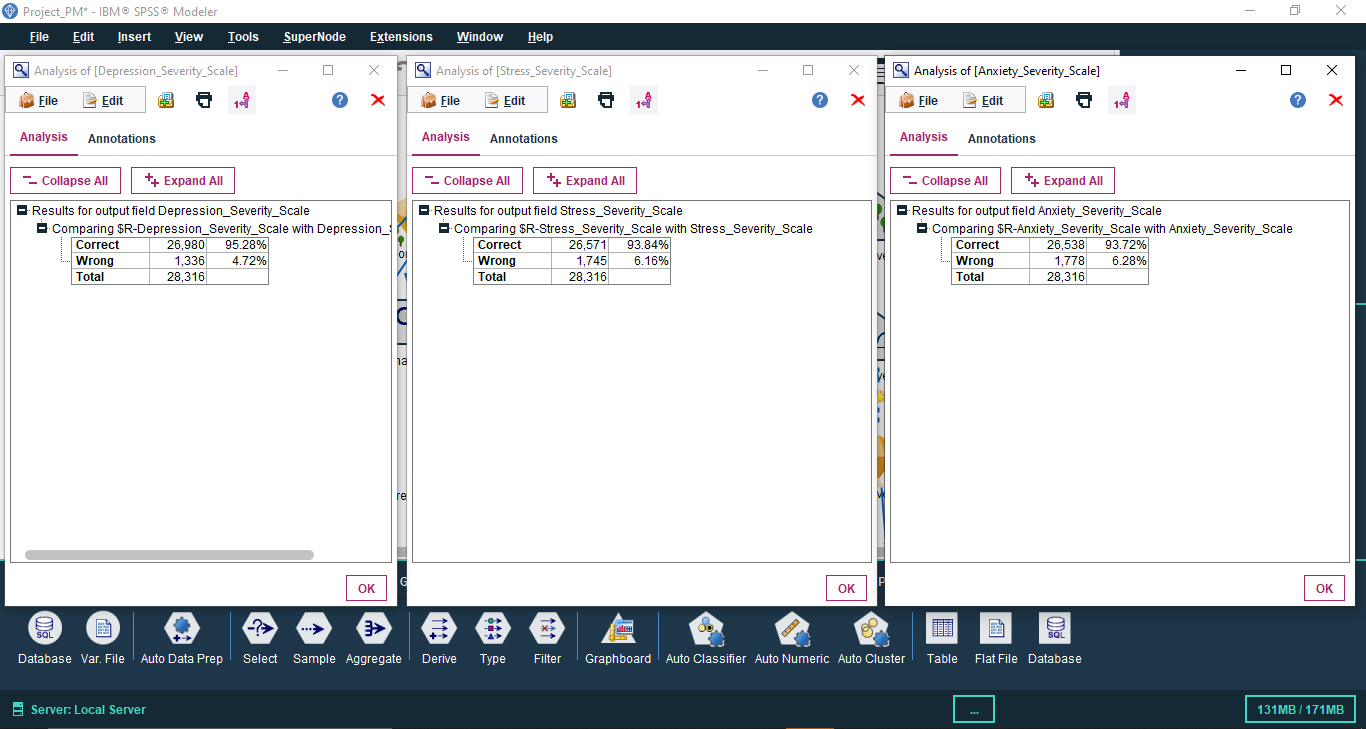 Project_PM* - IBM® SPSS® Modeler
File Edit Insert View Tools SuperNode Extensions Window Help
Analysis of [Depression_Severity_Scale]
File Edit
Analysis Annotations
Collapse All Expand All
Results for output field Depression_Severity_Scale
Comparing $R-Depression_Severity_Scale with Depression_S
Correct 26,980 95.28%
Wrong 1,336 4.72%
Total 28,316
OK
Analysis of [Stress_Severity_Scale]
File Edit
Analysis Annotations
Collapse All Expand All
Results for output field Stress_Severity_Scale
Comparing $R-Stress_Severity_Scale with Stress_Severity_Scale
Correct 26,571 93.84%
Wrong 1,745 6.16%
Total 28,316
OK
Analysis of [Anxiety_Severity_Scale]
File Edit
Analysis Annotations
Collapse All Expand All
Results for output field Anxiety_Severity_Scale
Comparing $R-Anxiety_Severity_Scale with Anxiety_Severity_Scale
Correct 26,538 93.72%
Wrong 1,778 6.28%
Total 28,316
OK
SQL SQL
Database Var. File Auto Data Prep Select Sample Aggregate Derive Type Filter Graphboard Auto Classifier Auto Numeric Auto Cluster Table Flat File Database
Server: Local Server ... 131MB / 171MB